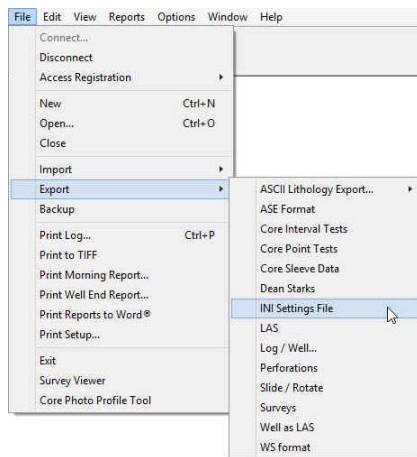 File Edit View Reports Options Window Help
Connect...
Disconnect
Access Registration
New Ctrl+N
Open... Ctrl+O
Close
Import
Export
Backup
Print Log... Ctrl+P
Print to TIFF
Print Morning Report...
Print Well End Report...
Print Reports to Word®
Print Setup...
Exit
Survey Viewer
Core Photo Profile Tool
ASCII Lithology Export...
ASE Format
Core Interval Tests
Core Point Tests
Core Sleeve Data
Dean Starks
INI Settings File
LAS
Log / Well...
Perforations
Slide / Rotate
Surveys
Well as LAS
WS format